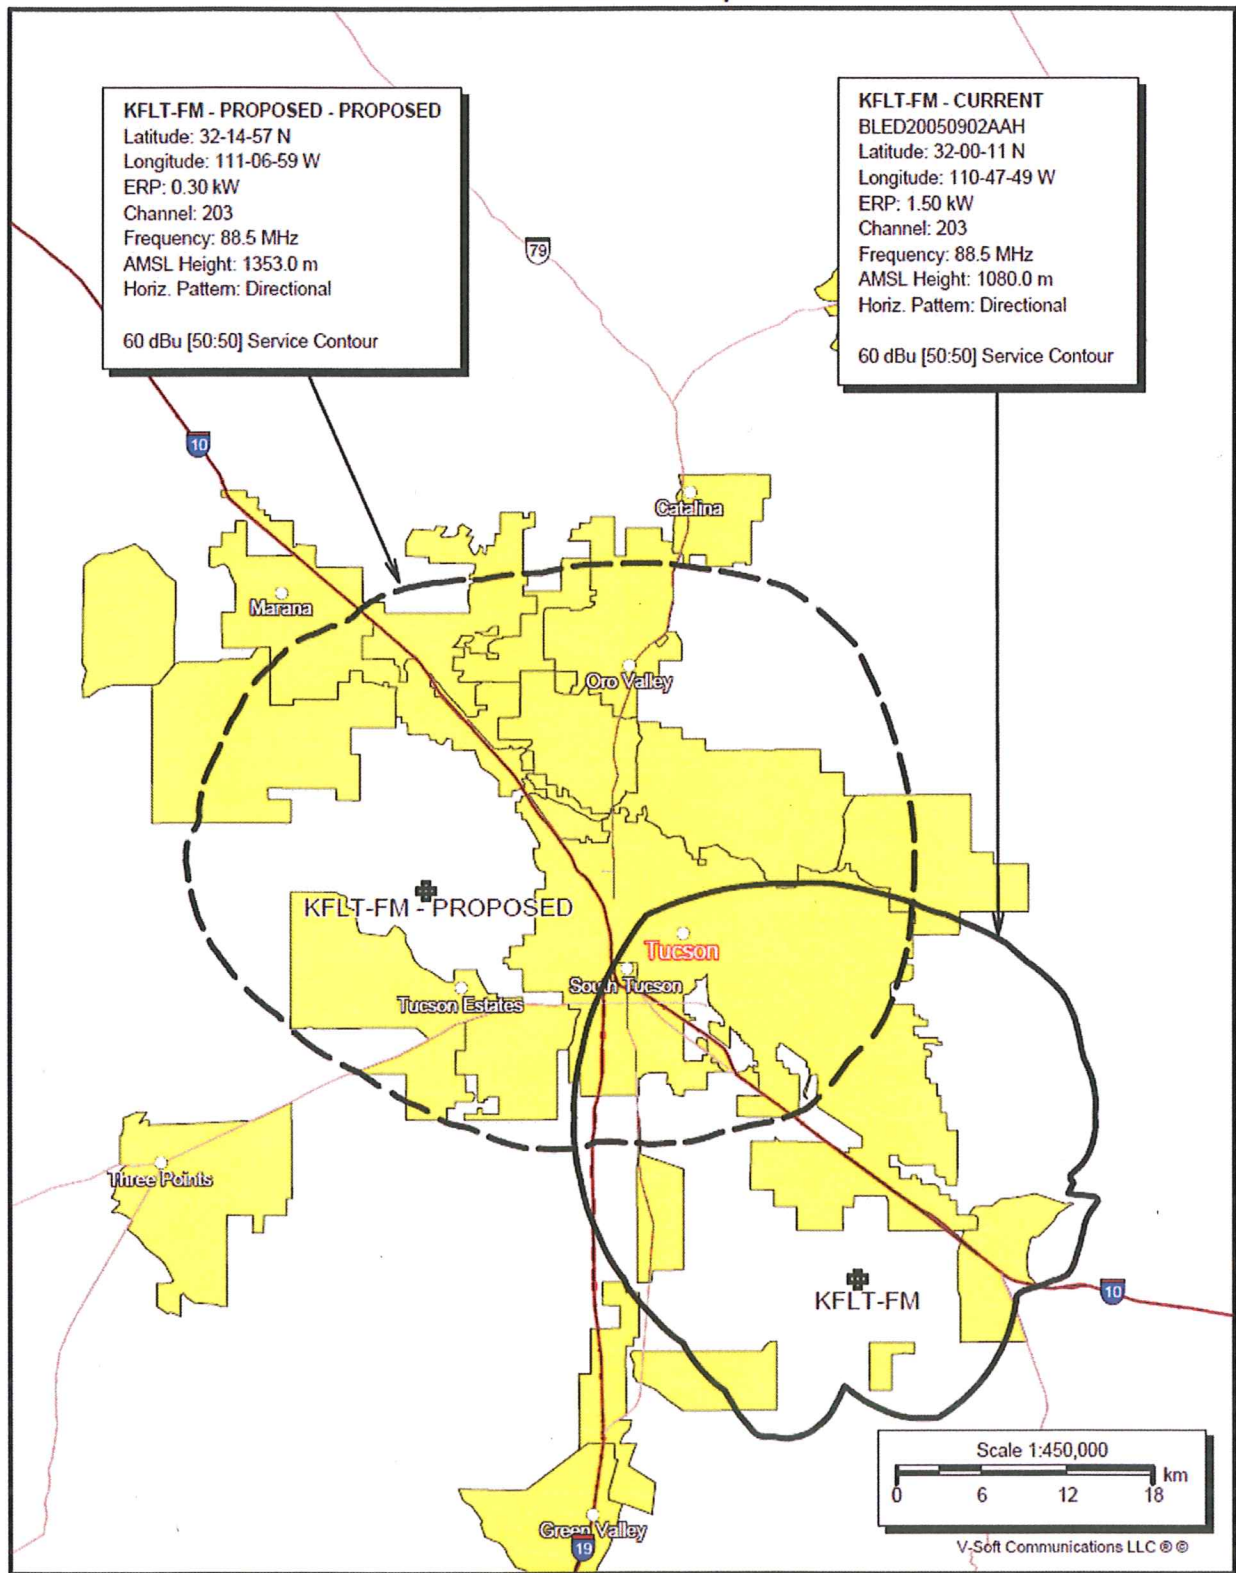 KFLT-FM - PROPOSED - PROPOSED
Latitude: 32-14-57 N
Longitude: 111-06-59 W
ERP: 0.30 kW
Channel: 203
Frequency: 88.5 MHz
AMSL Height: 1353.0 m
Horiz. Pattern: Directional
60 dBu [50:50] Service Contour
KFLT-FM - CURRENT
BLED20050902AAH
Latitude: 32-00-11 N
Longitude: 110-47-49 W
ERP: 1.50 kW
Channel: 203
Frequency: 88.5 MHz
AMSL Height: 1080.0 m
Horiz. Pattern: Directional
60 dBu [50:50] Service Contour
79
10
Catalina
Marana
Oro Valley
KFLT-FM - PROPOSED
Tucson
South Tucson
Tucson Estates
Three Points
KFLT-FM
10
Green Valley
19
Scale 1:450,000
km
0 6 12 18
V-Soft Communications LLC ® ©